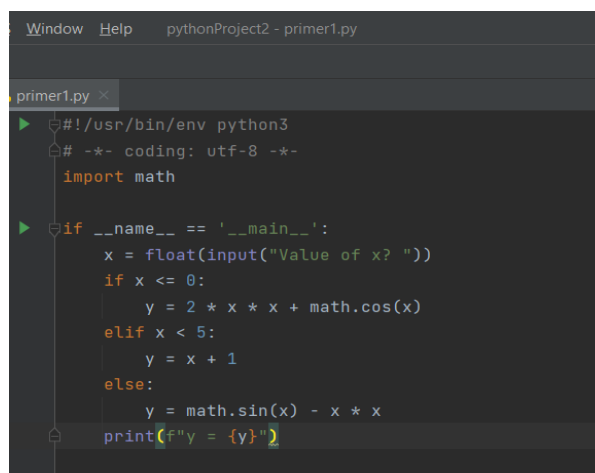 Window Help pythonProject2 - primer1.py
primer1.py
#!/usr/bin/env python3
# -*- coding: utf-8 -*-
import math
if __name__ == '__main__':
    x = float(input("Value of x? "))
    if x <= 0:
        y = 2 * x * x + math.cos(x)
    elif x < 5:
        y = x + 1
    else:
        y = math.sin(x) - x * x
    print(f"y = {y}")